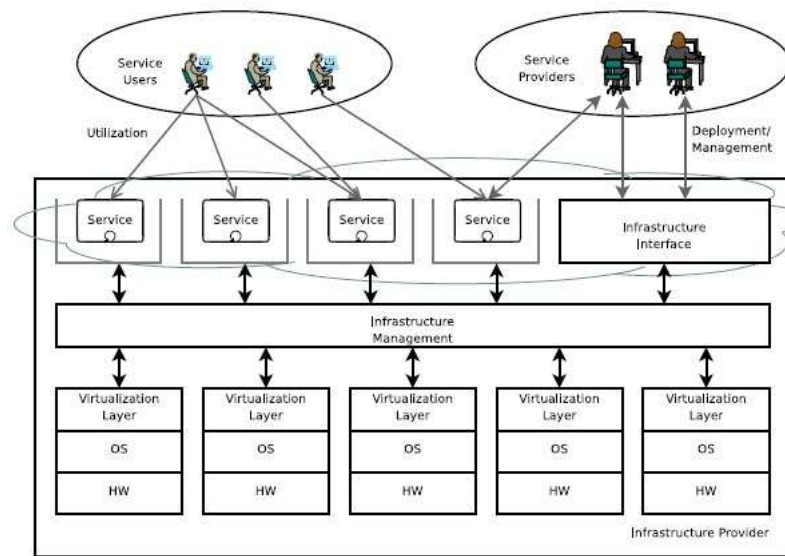 Service
Users
Service
Providers
Utilization
Deployment/
Management
Service
Service
Service
Service
Infrastructure
Interface
Infrastructure
Management
Virtualization
Layer
OS
HW
Virtualization
Layer
OS
HW
Virtualization
Layer
OS
HW
Virtualization
Layer
OS
HW
Virtualization
Layer
OS
HW
Infrastructure Provider